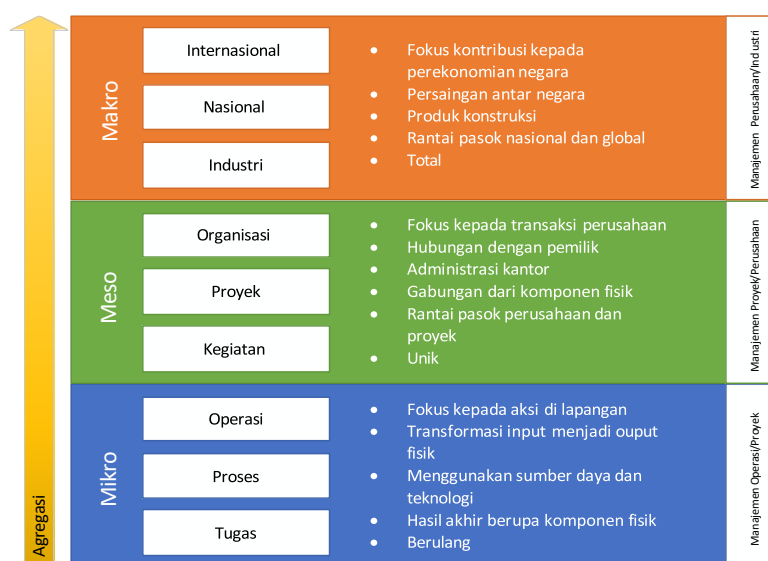 Makro
Internasional
Nasional
Industri
• Fokus kontribusi kepada
perekonomian negara
• Persaingan antar negara
• Produk konstruksi
• Rantai pasok nasional dan global
• Total
Manajemen Perusahaan/Industri
Meso
Organisasi
Proyek
Kegiatan
• Fokus kepada transaksi perusahaan
• Hubungan dengan pemilik
• Administrasi kantor
• Gabungan dari komponen fisik
• Rantai pasok perusahaan dan
proyek
• Unik
Manajemen Proyek/Perusahaan
Mikro
Operasi
Proses
Tugas
• Fokus kepada aksi di lapangan
• Transformasi input menjadi ouput
fisik
• Menggunakan sumber daya dan
teknologi
• Hasil akhir berupa komponen fisik
• Berulang
Manajemen Operasi/Proyek
Agregasi